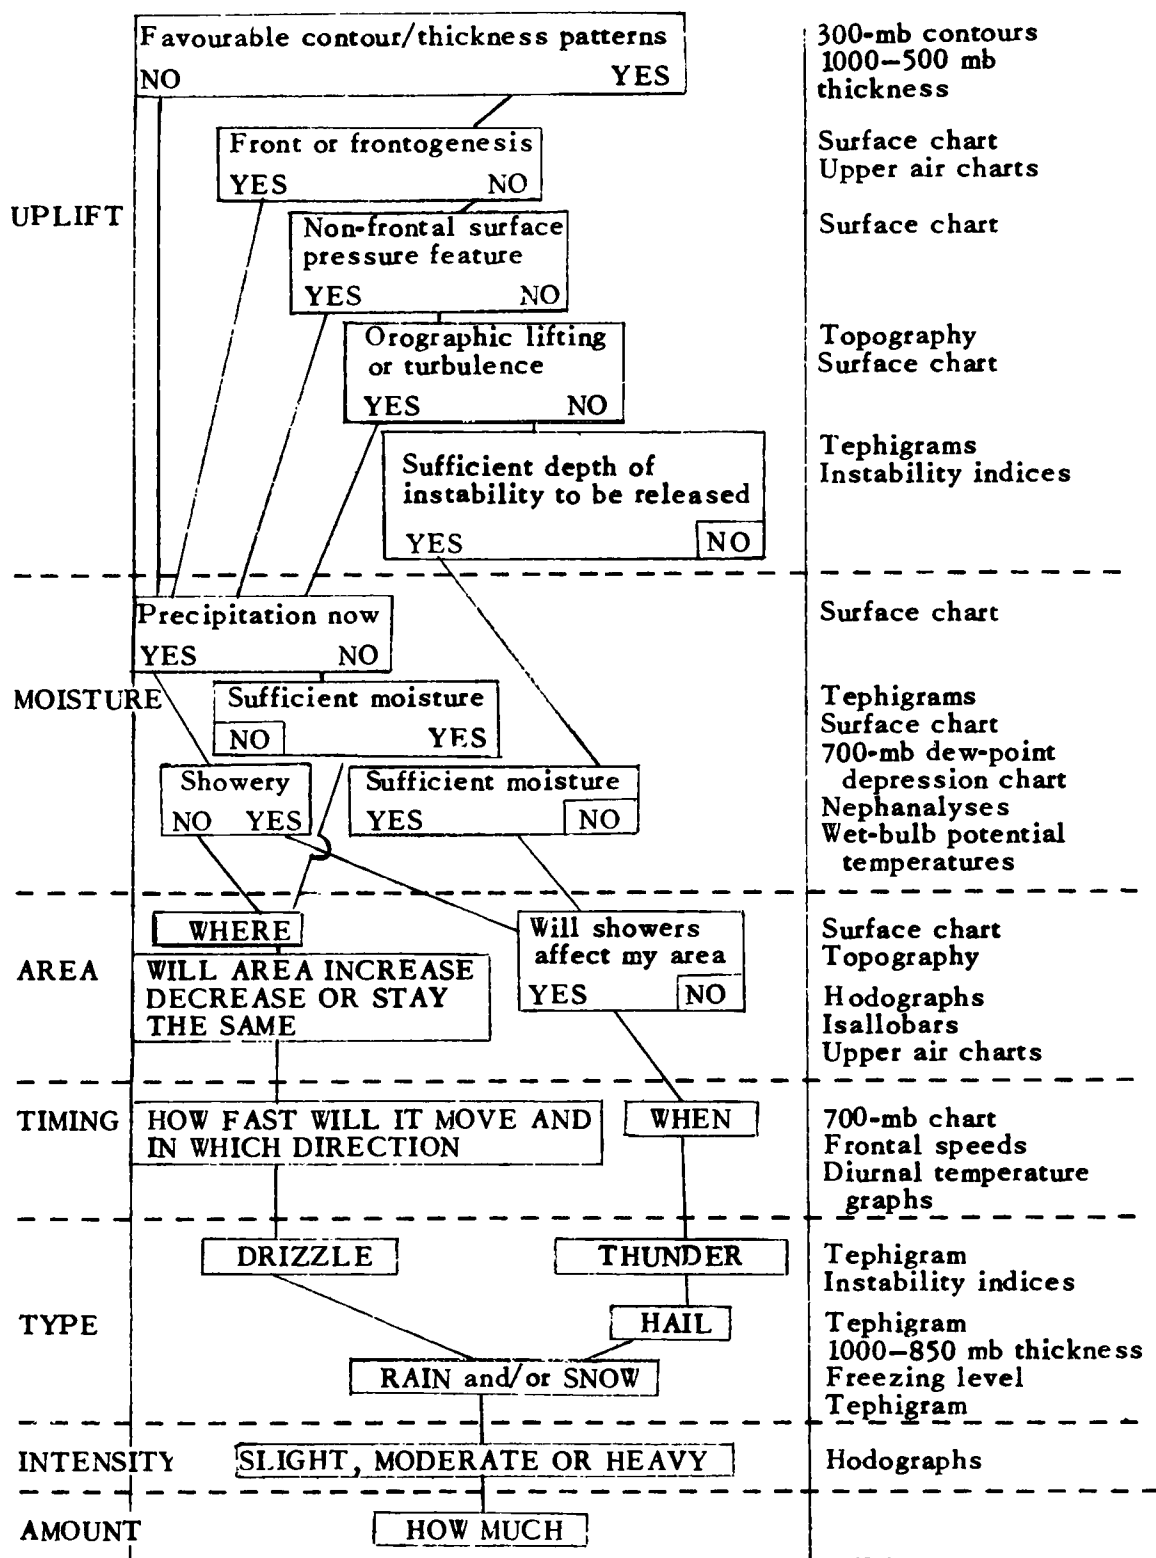 Favourable contour/thickness patterns
NO YES
300-mb contours
1000–500 mb
thickness
Front or frontogenesis
YES NO
Surface chart
Upper air charts
UPLIFT
Non-frontal surface
pressure feature
YES NO
Surface chart
Orographic lifting
or turbulence
YES NO
Topography
Surface chart
Sufficient depth of
instability to be released
YES NO
Tephigrams
Instability indices
Precipitation now
YES NO
Surface chart
MOISTURE
Sufficient moisture
NO YES
Showery
NO YES
Sufficient moisture
YES NO
Tephigrams
Surface chart
700-mb dew-point
depression chart
Nephanalyses
Wet-bulb potential
temperatures
AREA
WHERE
WILL AREA INCREASE
DECREASE OR STAY
THE SAME
Will showers
affect my area
YES NO
Surface chart
Topography
Hodographs
Isallobars
Upper air charts
TIMING
HOW FAST WILL IT MOVE AND
IN WHICH DIRECTION
WHEN
700-mb chart
Frontal speeds
Diurnal temperature
graphs
TYPE
DRIZZLE
THUNDER
HAIL
RAIN and/or SNOW
Tephigram
Instability indices
Tephigram
1000–850 mb thickness
Freezing level
Tephigram
INTENSITY
SLIGHT, MODERATE OR HEAVY
Hodographs
AMOUNT
HOW MUCH